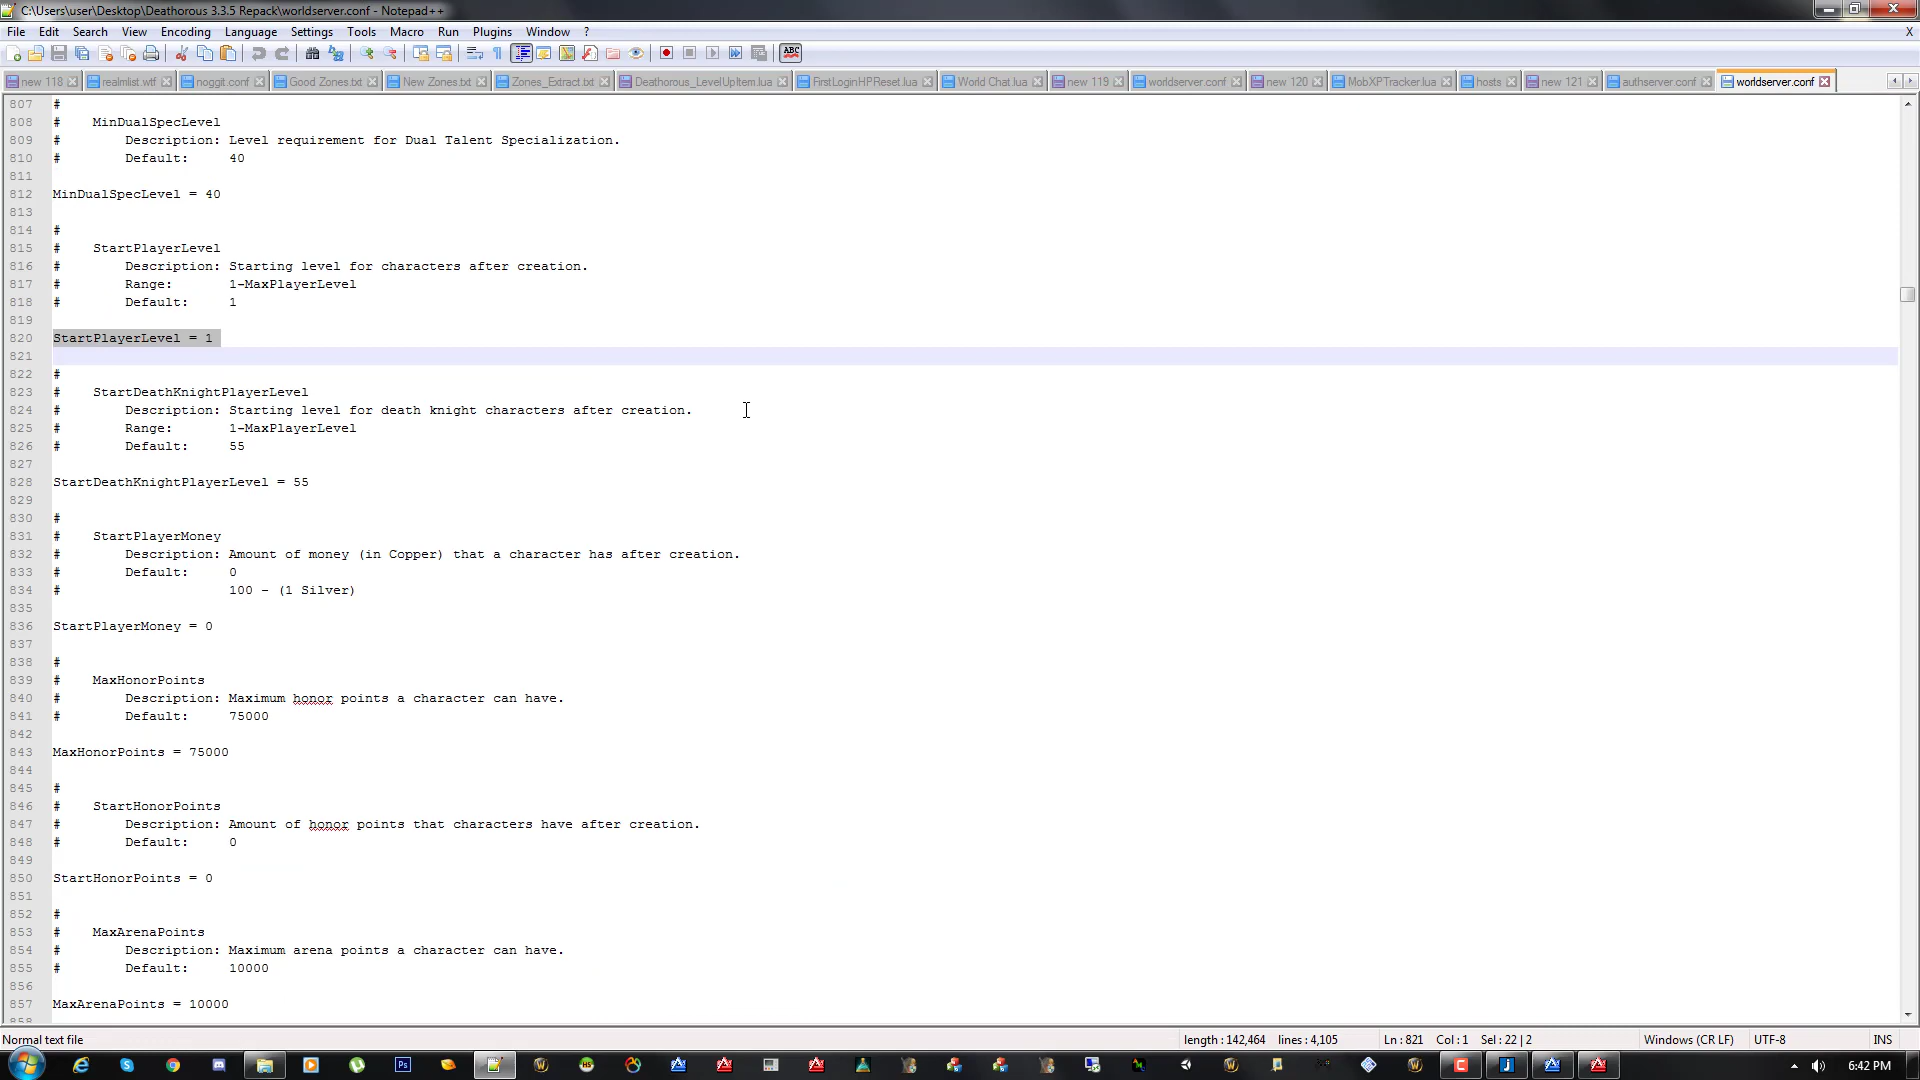 C:\Users\user\Desktop\Deathorous 3.3.5 Repack\worldserver.conf - Notepad++
File Edit Search View Encoding Language Settings Tools Macro Run Plugins Window ? X
ABC
new 118 realmlist.wtf noggit.conf Good Zones.txt New Zones.txt Zones_Extract.txt Deathorous_LevelUpItem.lua FirstLoginHPReset.lua World Chat.lua new 119 worldserver.conf new 120 MobXPTracker.lua hosts new 121 authserver.conf worldserver.conf
807 #
808 # MinDualSpecLevel
809 # Description: Level requirement for Dual Talent Specialization.
810 # Default: 40
811
812 MinDualSpecLevel = 40
813
814 #
815 # StartPlayerLevel
816 # Description: Starting level for characters after creation.
817 # Range: 1-MaxPlayerLevel
818 # Default: 1
819
820 StartPlayerLevel = 1
821
822 #
823 # StartDeathKnightPlayerLevel
824 # Description: Starting level for death knight characters after creation.
825 # Range: 1-MaxPlayerLevel
826 # Default: 55
827
828 StartDeathKnightPlayerLevel = 55
829
830 #
831 # StartPlayerMoney
832 # Description: Amount of money (in Copper) that a character has after creation.
833 # Default: 0
834 # 100 - (1 Silver)
835
836 StartPlayerMoney = 0
837
838 #
839 # MaxHonorPoints
840 # Description: Maximum honor points a character can have.
841 # Default: 75000
842
843 MaxHonorPoints = 75000
844
845 #
846 # StartHonorPoints
847 # Description: Amount of honor points that characters have after creation.
848 # Default: 0
849
850 StartHonorPoints = 0
851
852 #
853 # MaxArenaPoints
854 # Description: Maximum arena points a character can have.
855 # Default: 10000
856
857 MaxArenaPoints = 10000
858
Normal text file length : 142,464 lines : 4,105 Ln : 821 Col : 1 Sel : 22 | 2 Windows (CR LF) UTF-8 INS
6:42 PM